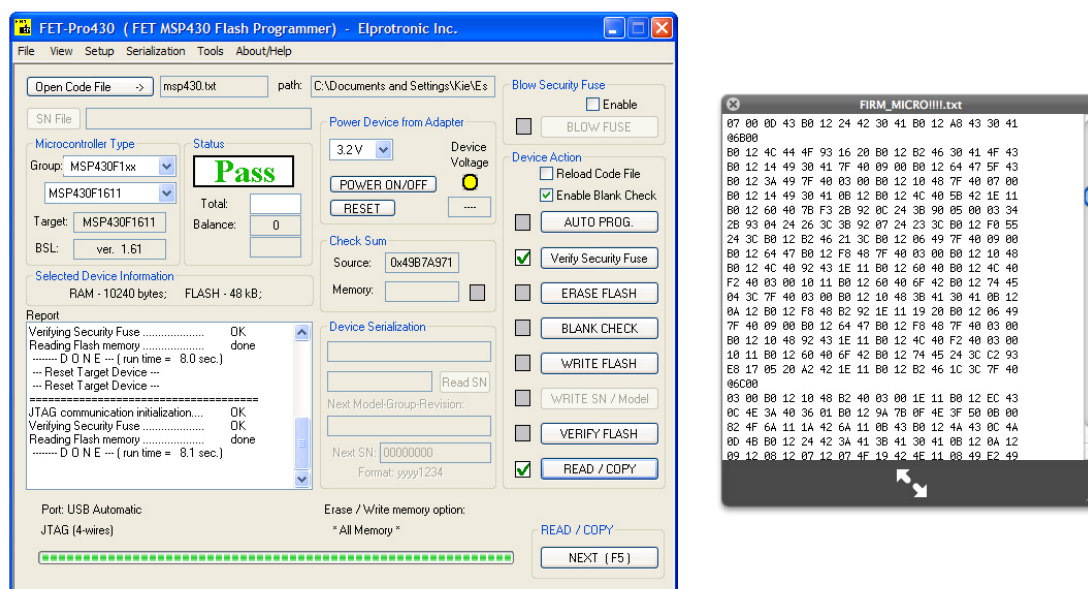 FET-Pro430 ( FET MSP430 Flash Programmer) - Elprotronic Inc.
File View Setup Serialization Tools About/Help
Open Code File ->
msp430.txt
path:
C:\Documents and Settings\Kie\Es
SN File
Microcontroller Type
Group: MSP430F1xx
MSP430F1611
Target: MSP430F1611
BSL: ver. 1.61
Status
Pass
Total:
Balance: 0
Selected Device Information
RAM - 10240 bytes; FLASH - 48 kB;
Report
Verifying Security Fuse .................... OK
Reading Flash memory .................... done
-------- D O N E --- ( run time = 8.0 sec.)
--- Reset Target Device ---
--- Reset Target Device ---
=====================================
JTAG communication initialization.... OK
Verifying Security Fuse .................... OK
Reading Flash memory .................... done
-------- D O N E --- ( run time = 8.1 sec.)
Power Device from Adapter
3.2 V
Device
Voltage
POWER ON/OFF
RESET
----
Check Sum
Source: 0x49B7A971
Memory:
Device Serialization
Read SN
Next Model-Group-Revision:
Next SN: 00000000
Format: yyyy1234
Blow Security Fuse
Enable
BLOW FUSE
Device Action
Reload Code File
Enable Blank Check
AUTO PROG.
Verify Security Fuse
ERASE FLASH
BLANK CHECK
WRITE FLASH
WRITE SN / Model
VERIFY FLASH
READ / COPY
Port: USB Automatic
JTAG (4-wires)
Erase / Write memory option:
* All Memory *
READ / COPY
NEXT (F5)
FIRM_MICRO!!!!.txt
07 00 0D 43 B0 12 24 42 30 41 B0 12 A8 43 30 41
@6B00
B0 12 4C 44 4F 93 16 20 B0 12 B2 46 30 41 4F 43
B0 12 14 49 30 41 7F 40 09 00 B0 12 64 47 5F 43
B0 12 3A 49 7F 40 03 00 B0 12 10 48 7F 40 07 00
B0 12 14 49 30 41 0B 12 B0 12 4C 40 5B 42 1E 11
B0 12 60 40 7B F3 2B 92 0C 24 3B 90 05 00 03 34
2B 93 04 24 26 3C 3B 92 07 24 23 3C B0 12 F0 55
24 3C B0 12 B2 46 21 3C B0 12 06 49 7F 40 09 00
B0 12 64 47 B0 12 F8 48 7F 40 03 00 B0 12 10 48
B0 12 4C 40 92 43 1E 11 B0 12 60 40 B0 12 4C 40
F2 40 03 00 10 11 B0 12 60 40 6F 42 B0 12 74 45
04 3C 7F 40 03 00 B0 12 10 48 3B 41 30 41 0B 12
0A 12 B0 12 F8 48 B2 92 1E 11 19 20 B0 12 06 49
7F 40 09 00 B0 12 64 47 B0 12 F8 48 7F 40 03 00
B0 12 10 48 92 43 1E 11 B0 12 4C 40 F2 40 03 00
10 11 B0 12 60 40 6F 42 B0 12 74 45 24 3C C2 93
E8 17 05 20 A2 42 1E 11 B0 12 B2 46 1C 3C 7F 40
@6C00
03 00 B0 12 10 48 B2 40 03 00 1E 11 B0 12 EC 43
0C 4E 3A 40 36 01 B0 12 9A 7B 0F 4E 3F 50 0B 00
82 4F 6A 11 1A 42 6A 11 0B 43 B0 12 4A 43 0C 4A
0D 4B B0 12 24 42 3A 41 3B 41 30 41 0B 12 0A 12
09 12 08 12 07 12 07 4F 19 42 4E 11 08 49 E2 49